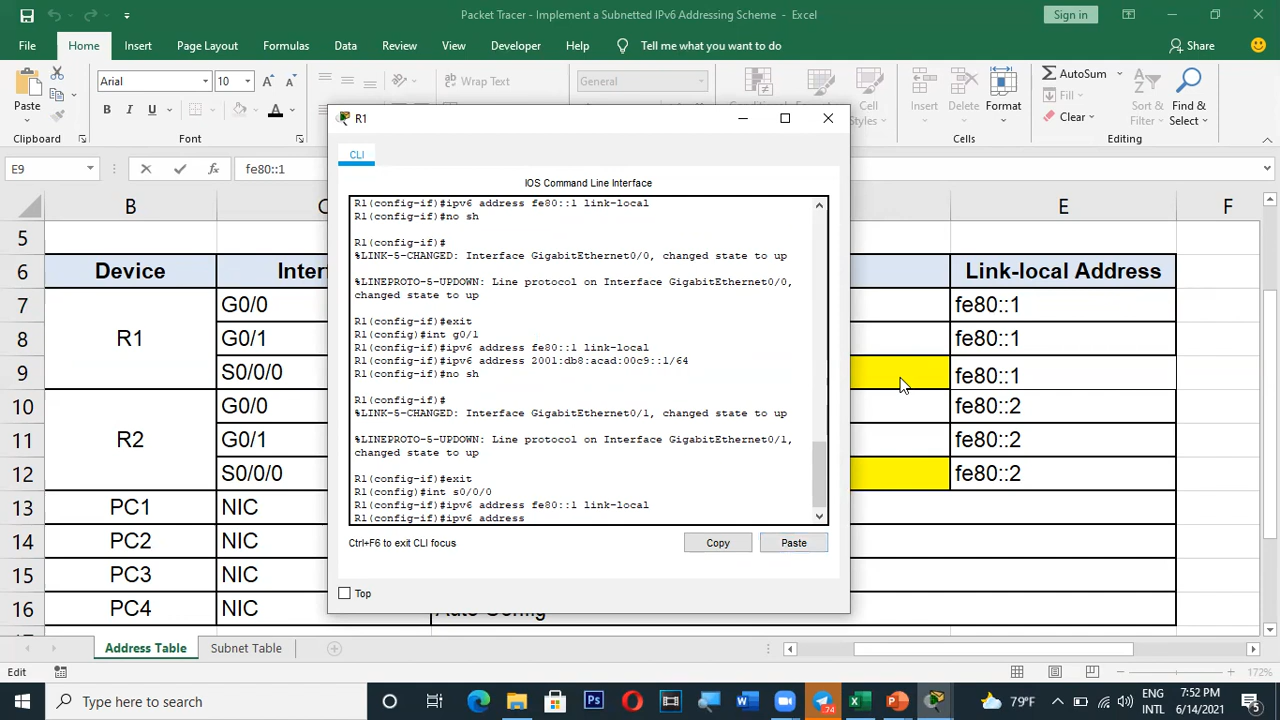 Packet Tracer - Implement a Subnetted IPv6 Addressing Scheme - Excel
Sign in
File
Home
Insert
Page Layout
Formulas
Data
Review
View
Developer
Help
Tell me what you want to do
Share
Paste
Clipboard
Arial
10
B
I
U
A
Font
Wrap Text
General
Conditional
Format as
Cell
Styles
Insert
Delete
Format
Cells
AutoSum
Fill
Clear
Sort &
Filter
Find &
Select
Editing
E9
fx
fe80::1
B
C
E
F
5
6
Device
Interf
Link-local Address
7
G0/0
fe80::1
8
R1
G0/1
fe80::1
9
S0/0/0
fe80::1
10
G0/0
fe80::2
11
R2
G0/1
fe80::2
12
S0/0/0
fe80::2
13
PC1
NIC
14
PC2
NIC
15
PC3
NIC
16
PC4
NIC
Auto Config
R1
CLI
IOS Command Line Interface
R1(config-if)#ipv6 address fe80::1 link-local
R1(config-if)#no sh
R1(config-if)#
%LINK-5-CHANGED: Interface GigabitEthernet0/0, changed state to up
%LINEPROTO-5-UPDOWN: Line protocol on Interface GigabitEthernet0/0,
changed state to up
R1(config-if)#exit
R1(config)#int g0/1
R1(config-if)#ipv6 address fe80::1 link-local
R1(config-if)#ipv6 address 2001:db8:acad:00c9::1/64
R1(config-if)#no sh
R1(config-if)#
%LINK-5-CHANGED: Interface GigabitEthernet0/1, changed state to up
%LINEPROTO-5-UPDOWN: Line protocol on Interface GigabitEthernet0/1,
changed state to up
R1(config-if)#exit
R1(config)#int s0/0/0
R1(config-if)#ipv6 address fe80::1 link-local
R1(config-if)#ipv6 address
Ctrl+F6 to exit CLI focus
Copy
Paste
Top
Address Table
Subnet Table
Edit
172%
Type here to search
74
79°F
ENG
INTL
7:52 PM
6/14/2021
5